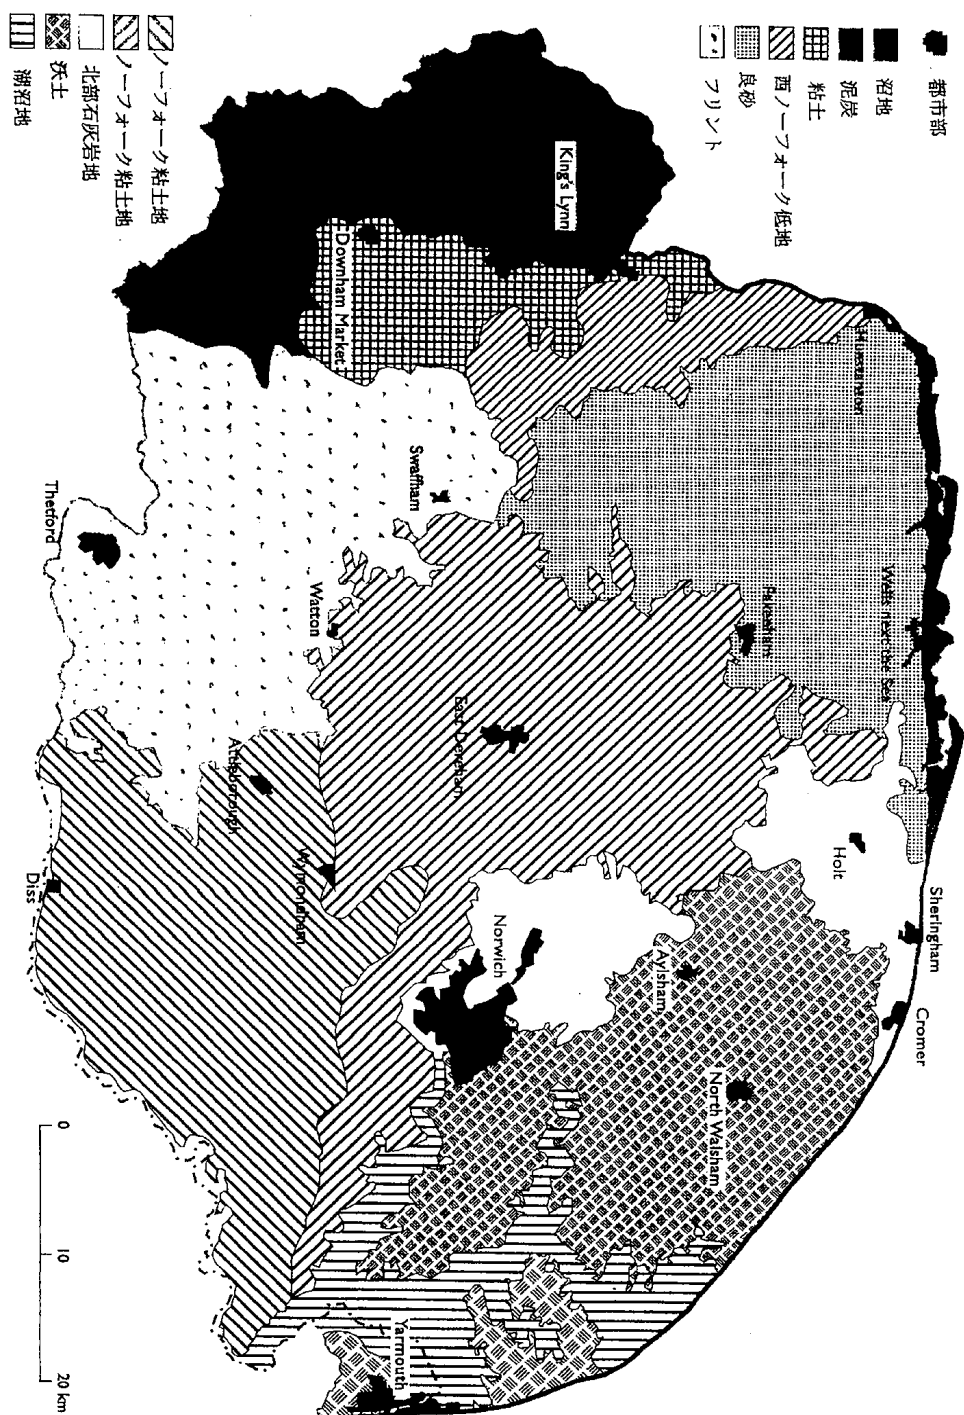 都市部
沼地
泥炭
粘土
西ノーフォーク低地
良砂
フリント
ノーフォーク粘土地
ノーフォーク粘土地
北部石灰岩地
沃土
湖沼地
King's Lynn
Downham Market
Hunstanton
Wells next the Sea
Fakenham
Swaffham
Thetford
Watton
East Dereham
Attleborough
Wymondham
Diss
Holt
Sheringham
Cromer
Aylsham
Norwich
North Walsham
Yarmouth
0 10 20 km